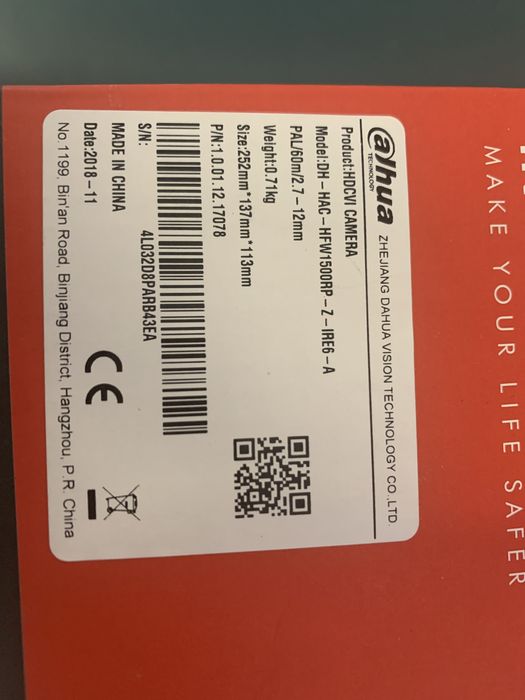 alhua
TECHNOLOGY
ZHEJIANG DAHUA VISION TECHNOLOGY CO.,LTD
Product:HDCVI CAMERA
Model:DH-HAC-HFW1500RP-Z-IRE6-A
PAL/60m/2.7-12mm
Weight:0.71kg
Size:252mm*137mm*113mm
P/N:1.0.01.12.17078
S/N:
4L032D8PARB43EA
MADE IN CHINA
Date:2018-11
CE
No.1199, Bin'an Road, Binjiang District, Hangzhou, P.R. China
MAKE YOUR LIFE SAFER